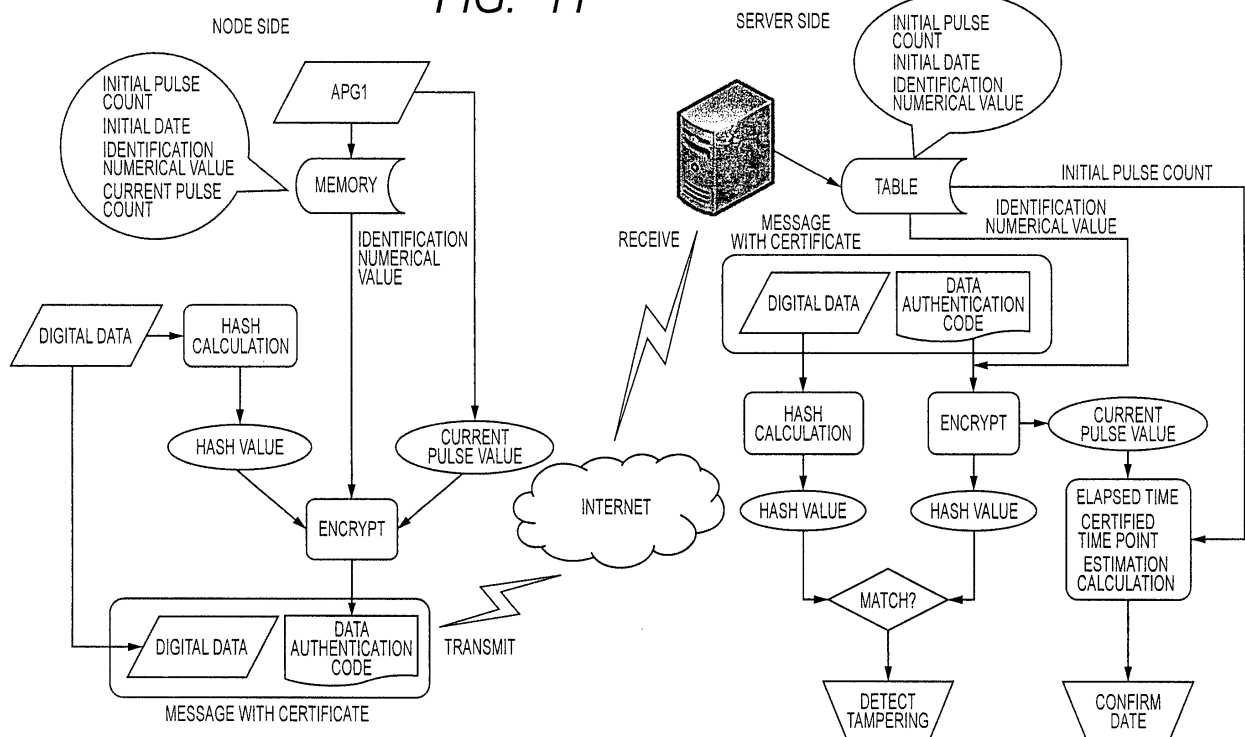 FIG. 11
NODE SIDE
INITIAL PULSE
COUNT
INITIAL DATE
IDENTIFICATION
NUMERICAL VALUE
CURRENT PULSE
COUNT
APG1
MEMORY
IDENTIFICATION
NUMERICAL
VALUE
DIGITAL DATA
HASH
CALCULATION
HASH VALUE
CURRENT
PULSE VALUE
ENCRYPT
DIGITAL DATA
DATA
AUTHENTICATION
CODE
MESSAGE WITH CERTIFICATE
TRANSMIT
INTERNET
RECEIVE
SERVER SIDE
INITIAL PULSE
COUNT
INITIAL DATE
IDENTIFICATION
NUMERICAL VALUE
TABLE
INITIAL PULSE COUNT
IDENTIFICATION
NUMERICAL VALUE
MESSAGE
WITH CERTIFICATE
DIGITAL DATA
DATA
AUTHENTICATION
CODE
HASH
CALCULATION
ENCRYPT
CURRENT
PULSE VALUE
HASH VALUE
HASH VALUE
ELAPSED TIME
CERTIFIED
TIME POINT
ESTIMATION
CALCULATION
MATCH?
DETECT
TAMPERING
CONFIRM
DATE